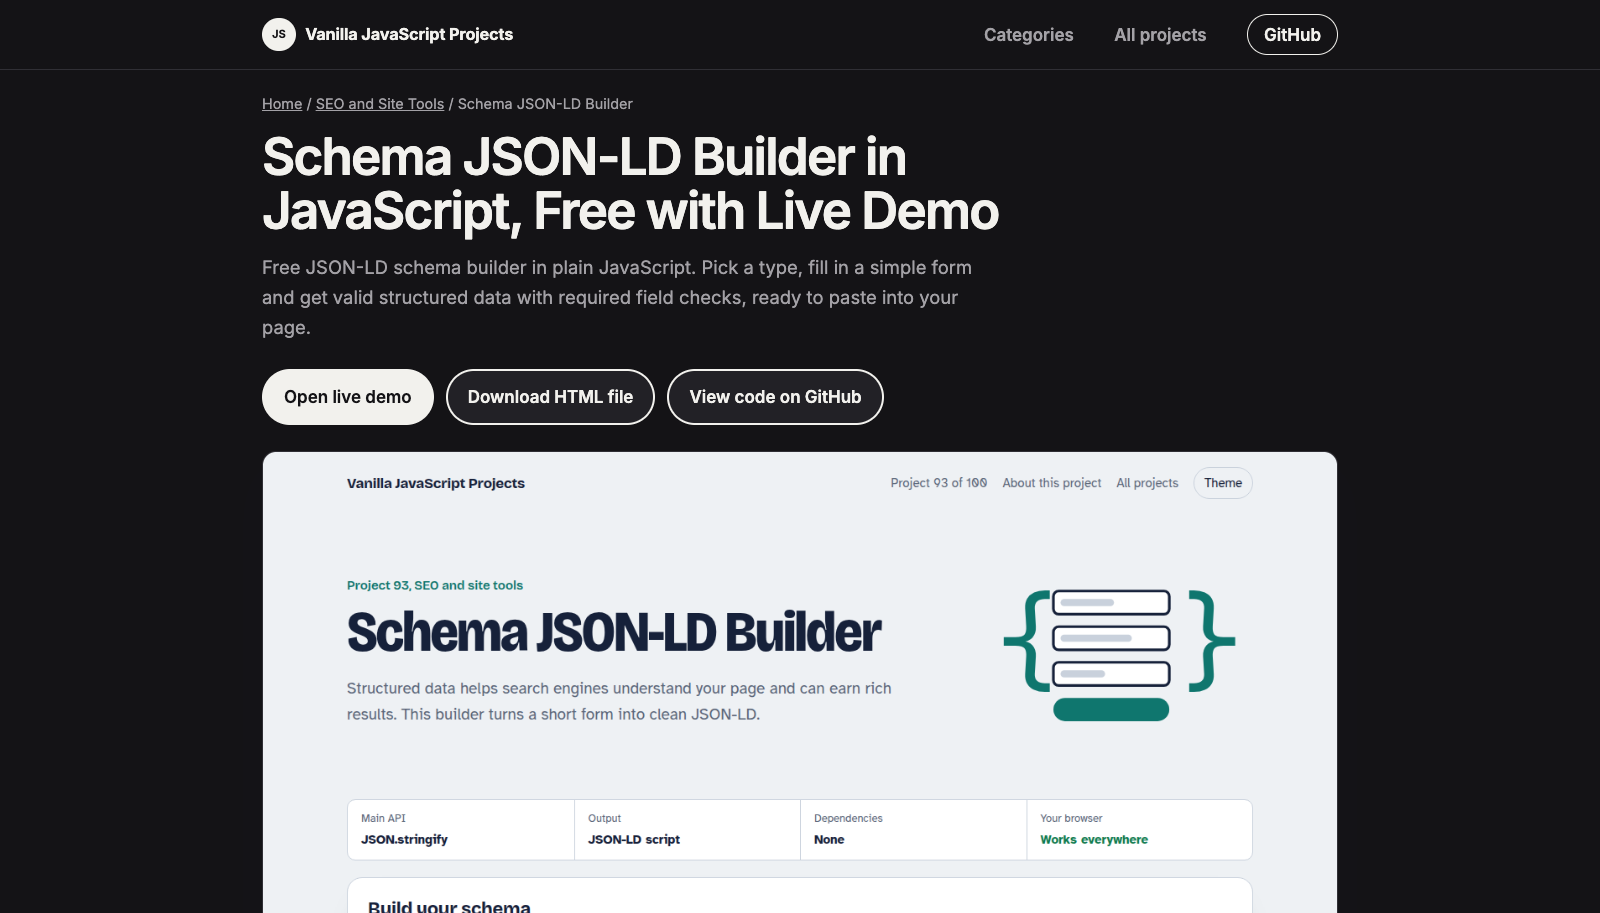 JS Vanilla JavaScript Projects
Categories
All projects
GitHub
Home / SEO and Site Tools / Schema JSON-LD Builder
Schema JSON-LD Builder in
JavaScript, Free with Live Demo
Free JSON-LD schema builder in plain JavaScript. Pick a type, fill in a simple form
and get valid structured data with required field checks, ready to paste into your
page.
Open live demo
Download HTML file
View code on GitHub
Vanilla JavaScript Projects
Project 93 of 100
About this project
All projects
Theme
Project 93, SEO and site tools
Schema JSON-LD Builder
Structured data helps search engines understand your page and can earn rich
results. This builder turns a short form into clean JSON-LD.
Main API
JSON.stringify
Output
JSON-LD script
Dependencies
None
Your browser
Works everywhere
Build your schema